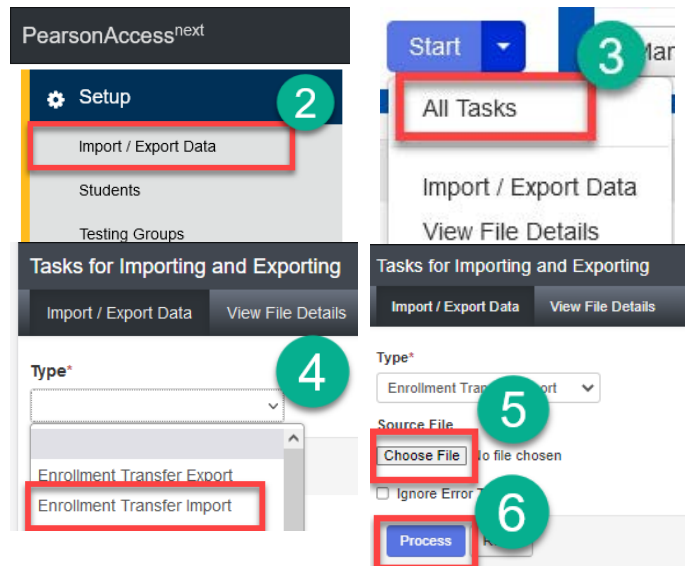 PearsonAccessnext
Setup
2
Import / Export Data
Students
Testing Groups
Start
3
All Tasks
Import / Export Data
View File Details
Tasks for Importing and Exporting
Import / Export Data View File Details
4
Type*
Enrollment Transfer Export
Enrollment Transfer Import
Tasks for Importing and Exporting
Import / Export Data View File Details
Type*
Enrollment
5
Source File
Choose File No file chosen
Ignore Error
6
Process